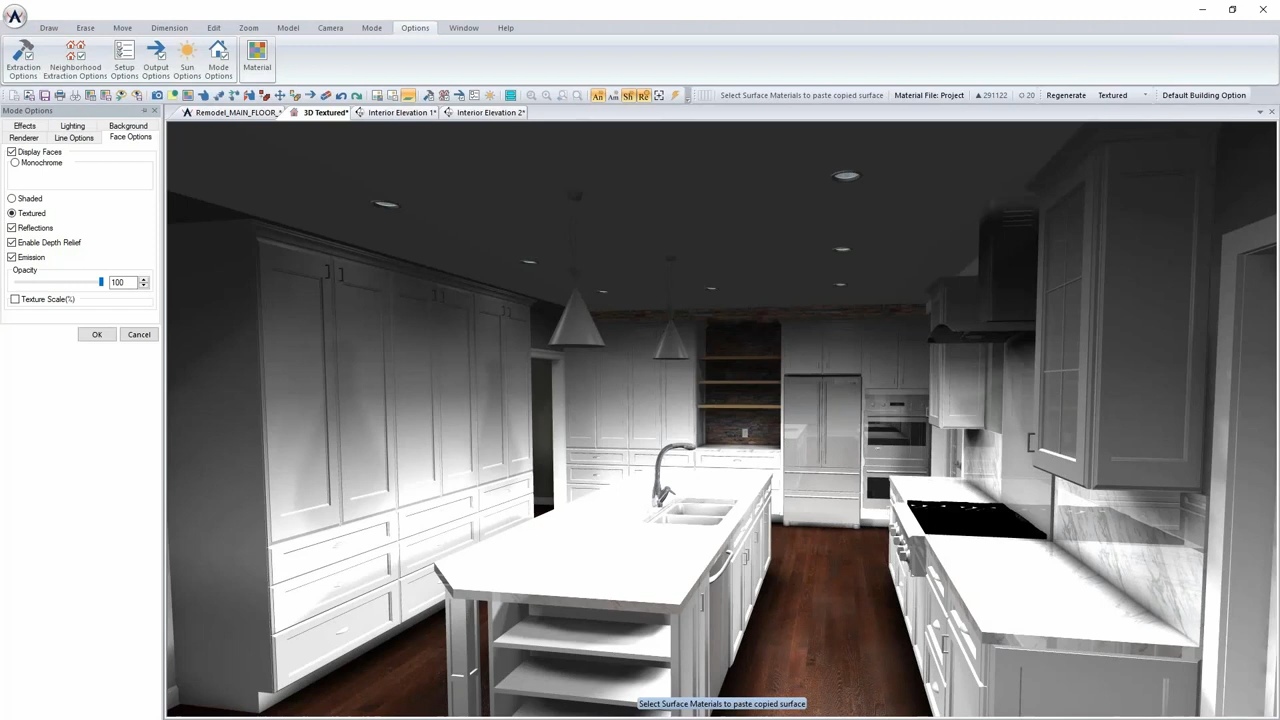 Draw Erase Move Dimension Edit Zoom Model Camera Mode Options Window Help
Extraction Options
Neighborhood Extraction Options
Setup Options
Output Options
Sun Options
Mode Options
Material
An Am Sh Re
Select Surface Materials to paste copied surface Material File: Project 291122 20 Regenerate Textured Default Building Option
Mode Options
Remodel_MAIN_FLOOR_* 3D Textured* Interior Elevation 1* Interior Elevation 2*
Effects Lighting Background
Renderer Line Options Face Options
Display Faces
Monochrome
Shaded
Textured
Reflections
Enable Depth Relief
Emission
Opacity
100
Texture Scale(%)
OK Cancel
Select Surface Materials to paste copied surface